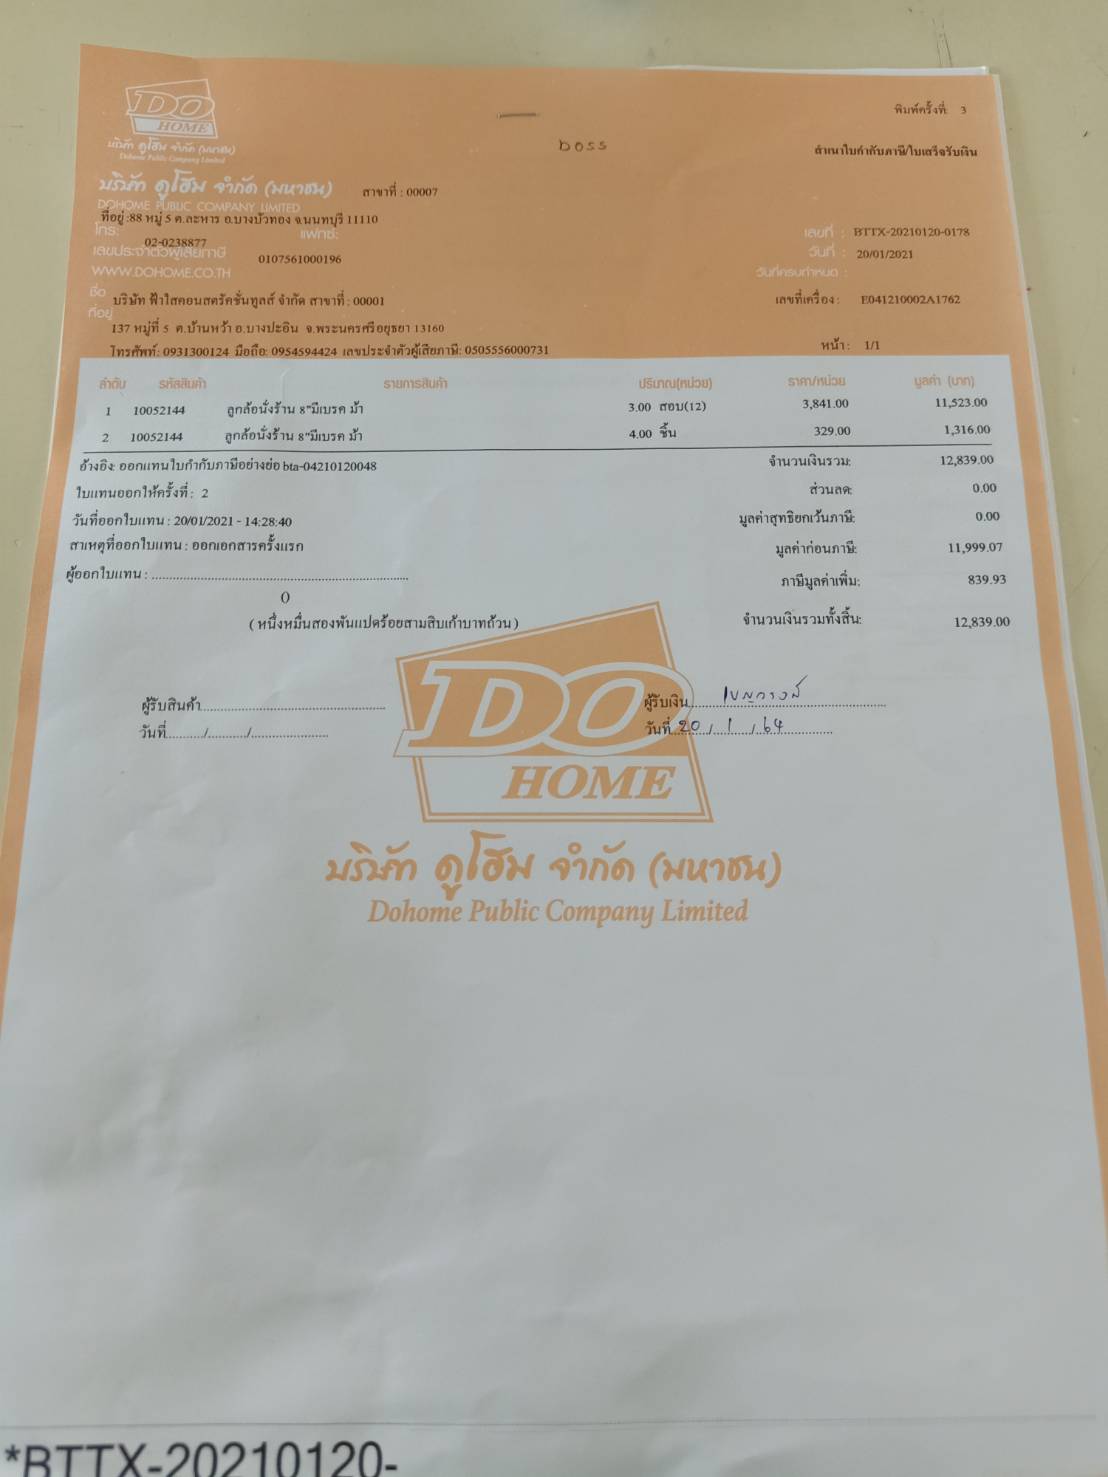 DO
HOME
บริษัท ดูโฮม จำกัด (มหาชน)
Dohome Public Company Limited
พิมพ์ครั้งที่: 3
สำเนาใบกำกับภาษี/ใบเสร็จรับเงิน
บริษัท ดูโฮม จำกัด (มหาชน) สาขาที่ : 00007
DOHOME PUBLIC COMPANY LIMITED
ที่อยู่ :88 หมู่ 5 ต.ละหาร อ.บางบัวทอง จ.นนทบุรี 11110
โทร: 02-0238877 แฟกซ์:
เลขประจำตัวผู้เสียภาษี 0107561000196
WWW.DOHOME.CO.TH
เลขที่ : BTTX-20210120-0178
วันที่ : 20/01/2021
วันที่ครบกำหนด :
เลขที่เครื่อง : E041210002A1762
ชื่อ บริษัท ฟ้าใสคอนสตรัคชั่นทูลส์ จำกัด สาขาที่ : 00001
ที่อยู่ 137 หมู่ที่ 5 ต.บ้านหว้า อ.บางปะอิน จ.พระนครศรีอยุธยา 13160
โทรศัพท์: 0931300124 มือถือ: 0954594424 เลขประจำตัวผู้เสียภาษี: 0505556000731
หน้า : 1/1
ลำดับ รหัสสินค้า รายการสินค้า ปริมาณ(หน่วย) ราคา/หน่วย มูลค่า (บาท)
1 10052144 ลูกล้อนั่งร้าน 8"มีเบรค ม้า 3.00 สอบ(12) 3,841.00 11,523.00
2 10052144 ลูกล้อนั่งร้าน 8"มีเบรค ม้า 4.00 ชิ้น 329.00 1,316.00
อ้างอิง: ออกแทนใบกำกับภาษีอย่างย่อ bta-04210120048
ใบแทนออกให้ครั้งที่ : 2
วันที่ออกใบแทน : 20/01/2021 - 14:28:40
สาเหตุที่ออกใบแทน : ออกเอกสารครั้งแรก
ผู้ออกใบแทน :
()
(หนึ่งหมื่นสองพันแปดร้อยสามสิบเก้าบาทถ้วน)
จำนวนเงินรวม: 12,839.00
ส่วนลด: 0.00
มูลค่าสุทธิยกเว้นภาษี: 0.00
มูลค่าก่อนภาษี: 11,999.07
ภาษีมูลค่าเพิ่ม: 839.93
จำนวนเงินรวมทั้งสิ้น: 12,839.00
ผู้รับสินค้า
วันที่ / /
ผู้รับเงิน
วันที่ 20 / 1 / 64
DO
HOME
บริษัท ดูโฮม จำกัด (มหาชน)
Dohome Public Company Limited
*BTTX-20210120-